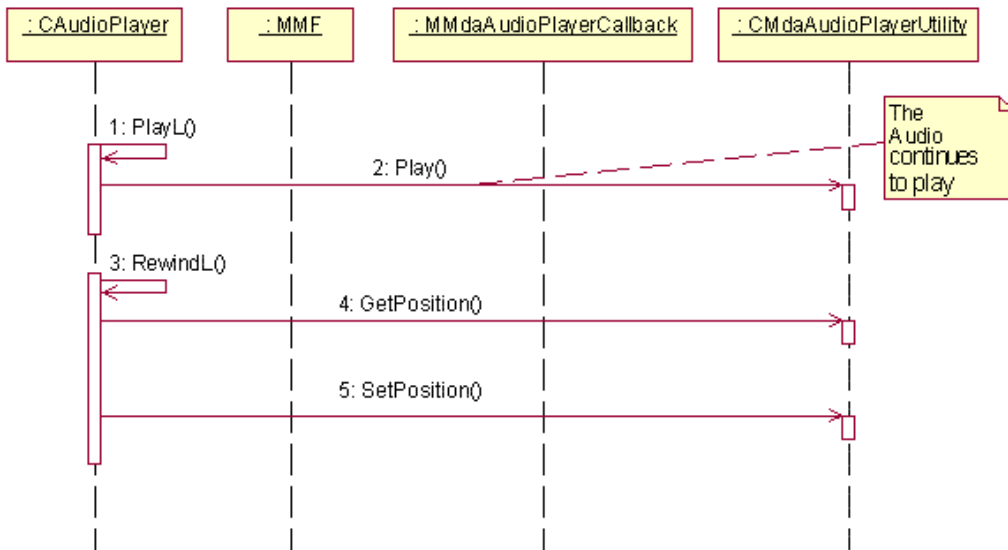 : CAudioPlayer
: MMF
: MMdaAudioPlayerCallback
: CMdaAudioPlayerUtility
The
Audio
continues
to play
1: PlayL()
2: Play()
3: RewindL()
4: GetPosition()
5: SetPosition()